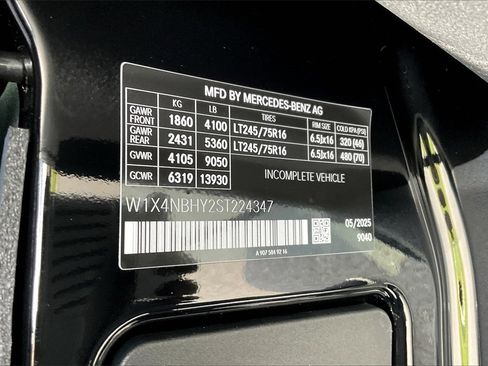 MFD BY MERCEDES-BENZ AG
KG LB TIRES RIM SIZE COLD KPA(PSI)
GAWR FRONT 1860 4100 LT245/75R16 6.5Jx16 320 (46)
GAWR REAR 2431 5360 LT245/75R16 6.5Jx16 480 (70)
GVWR 4105 9050
GCWR 6319 13930
INCOMPLETE VEHICLE
W1X4NBHY2ST224347
05/2025
9040
A 907 584 92 16